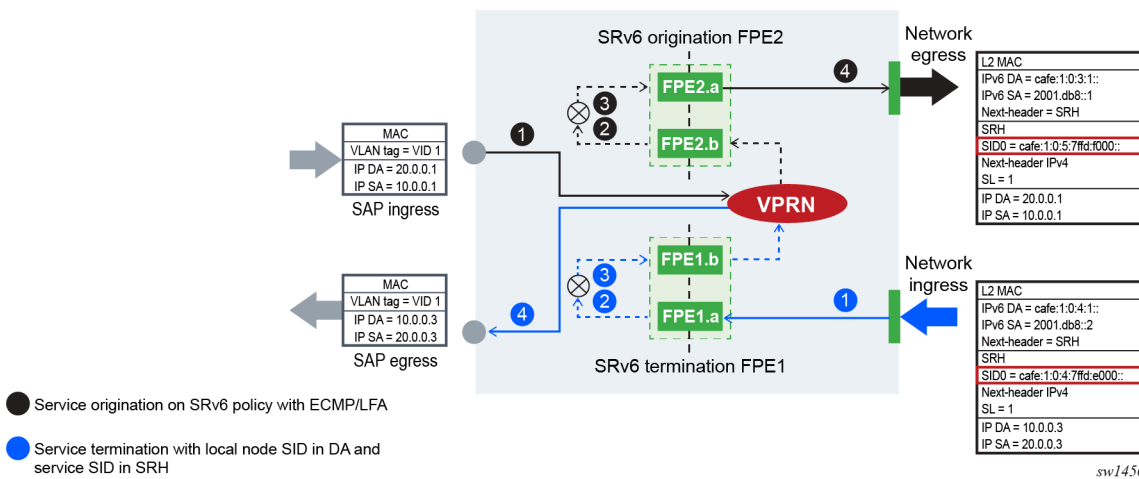 SRv6 origination FPE2
Network
egress
FPE2.a
4
3
2
FPE2.b
L2 MAC
IPv6 DA = cafe:1:0:3:1::
IPv6 SA = 2001.db8::1
Next-header = SRH
SRH
SID0 = cafe:1:0:5:7ffd:f000::
Next-header IPv4
SL = 1
IP DA = 20.0.0.1
IP SA = 10.0.0.1
MAC
VLAN tag = VID 1
IP DA = 20.0.0.1
IP SA = 10.0.0.1
SAP ingress
1
VPRN
FPE1.b
3
2
FPE1.a
1
4
SRv6 termination FPE1
Network
ingress
MAC
VLAN tag = VID 1
IP DA = 10.0.0.3
IP SA = 20.0.0.3
SAP egress
L2 MAC
IPv6 DA = cafe:1:0:4:1::
IPv6 SA = 2001.db8::2
Next-header = SRH
SRH
SID0 = cafe:1:0:4:7ffd:e000::
Next-header IPv4
SL = 1
IP DA = 10.0.0.3
IP SA = 20.0.0.3
Service origination on SRv6 policy with ECMP/LFA
Service termination with local node SID in DA and
service SID in SRH